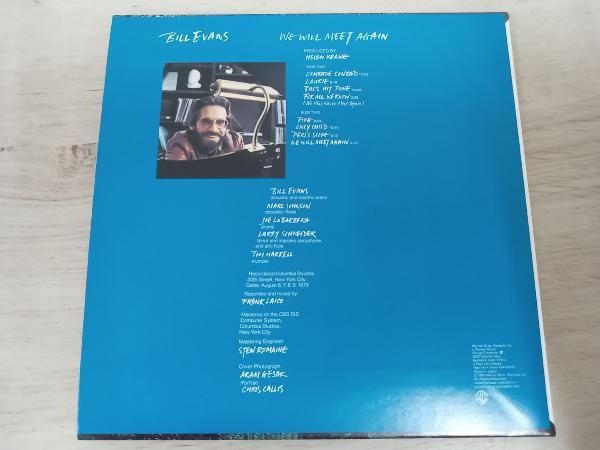 BILL EVANS
WE WILL MEET AGAIN
PRODUCED BY
HELEN KEANE
SIDE ONE
COMRADE CONRAD
LAURIE
BILL'S HIT TUNE
FOR ALL WE KNOW
(We May Never Meet Again)
SIDE TWO
FIVE
ONLY CHILD
PERI'S SCOPE
WE WILL MEET AGAIN
BILL EVANS
acoustic and electric piano
MARC JOHNSON
acoustic
JOE LABARBERA
drums
LARRY SCHNEIDER
tenor and soprano saxophone,
and alto flute
TOM HARRELL
trumpet
Recorded at Columbia Studios,
30th Street, New York City
Dates: August 6, 7, 8, 9 1979
Recorded and mixed by
FRANK LAICO
Mastered on the CBS DIS
Computer System,
Columbia Studios,
New York City
Mastering Engineer
STEW ROMAINE
Cover Photograph
ARAM GESAR
Portrait
CHRIS CALLIS